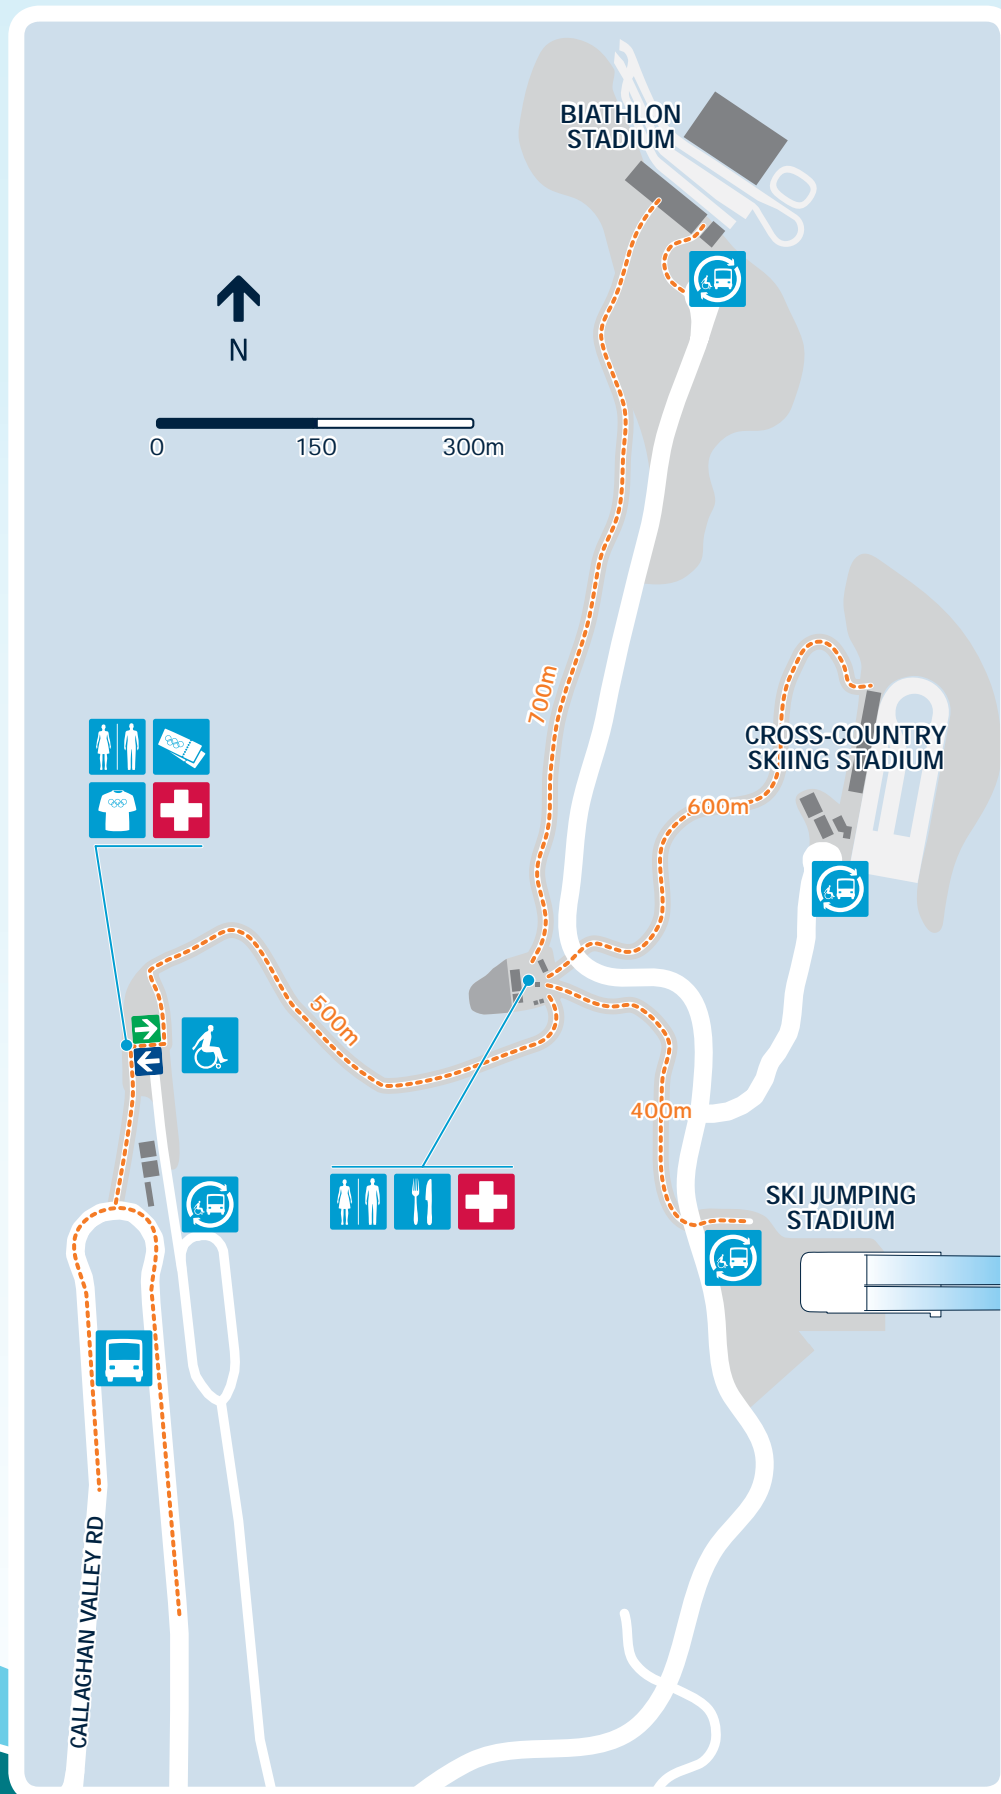 BIATHLON
STADIUM
N
0 150 300m
700m
CROSS-COUNTRY
SKIING STADIUM
600m
500m
400m
SKI JUMPING
STADIUM
CALLAGHAN VALLEY RD